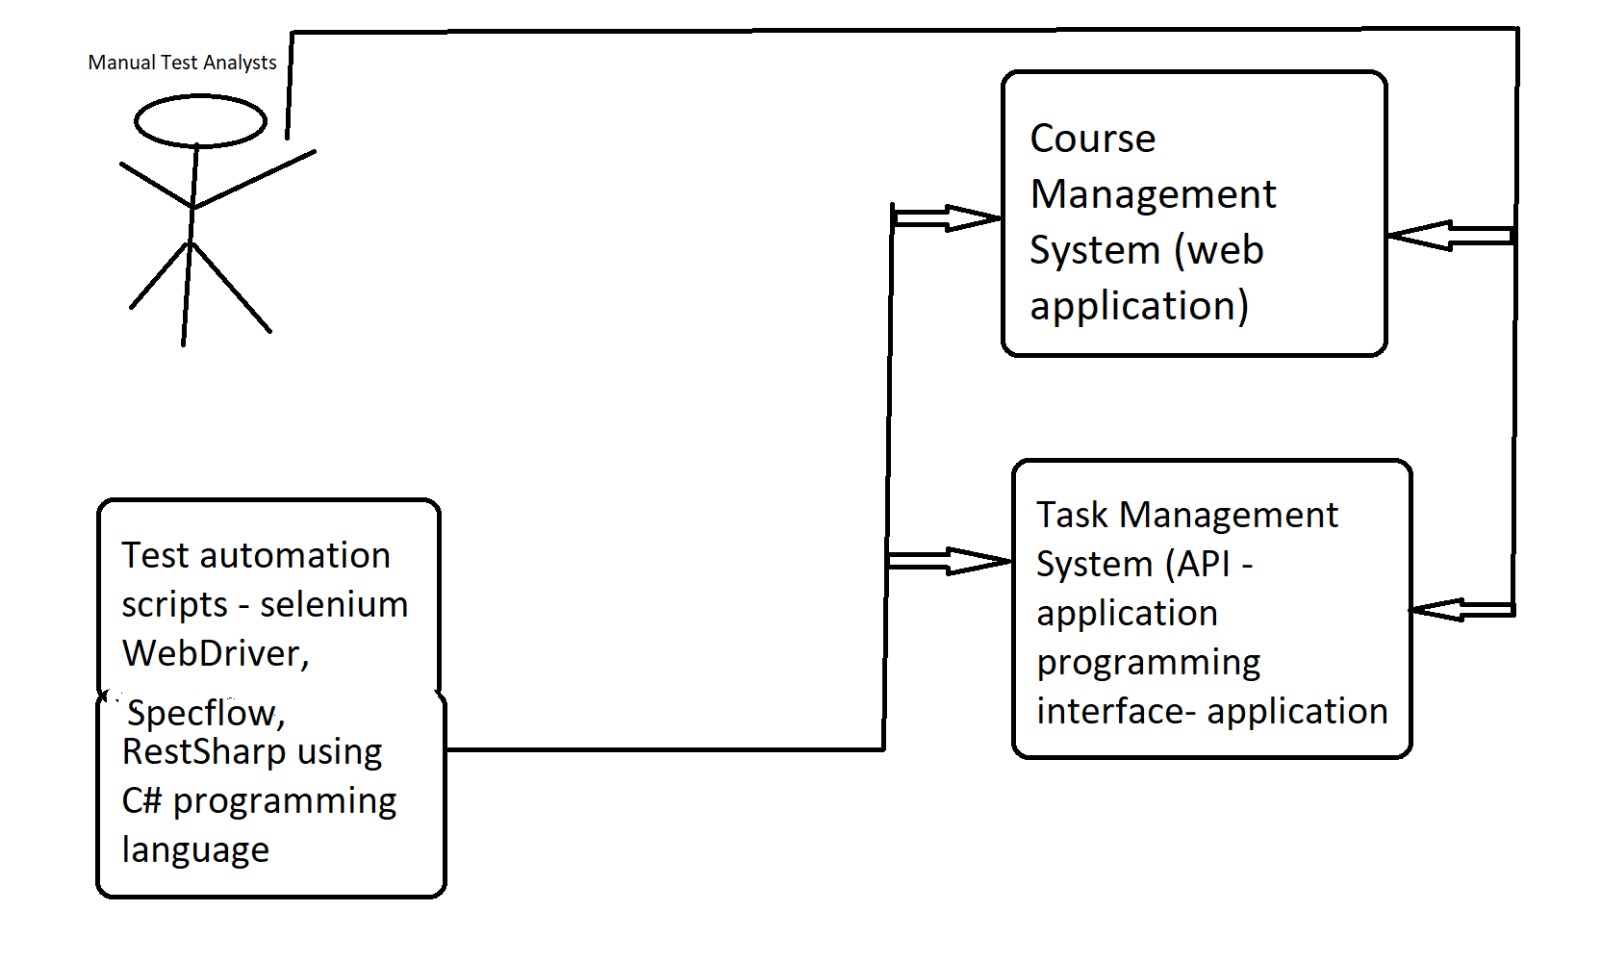 Manual Test Analysts
Course
Management
System (web
application)
Test automation
scripts - selenium
WebDriver,
Specflow,
RestSharp using
C# programming
language
Task Management
System (API -
application
programming
interface- application